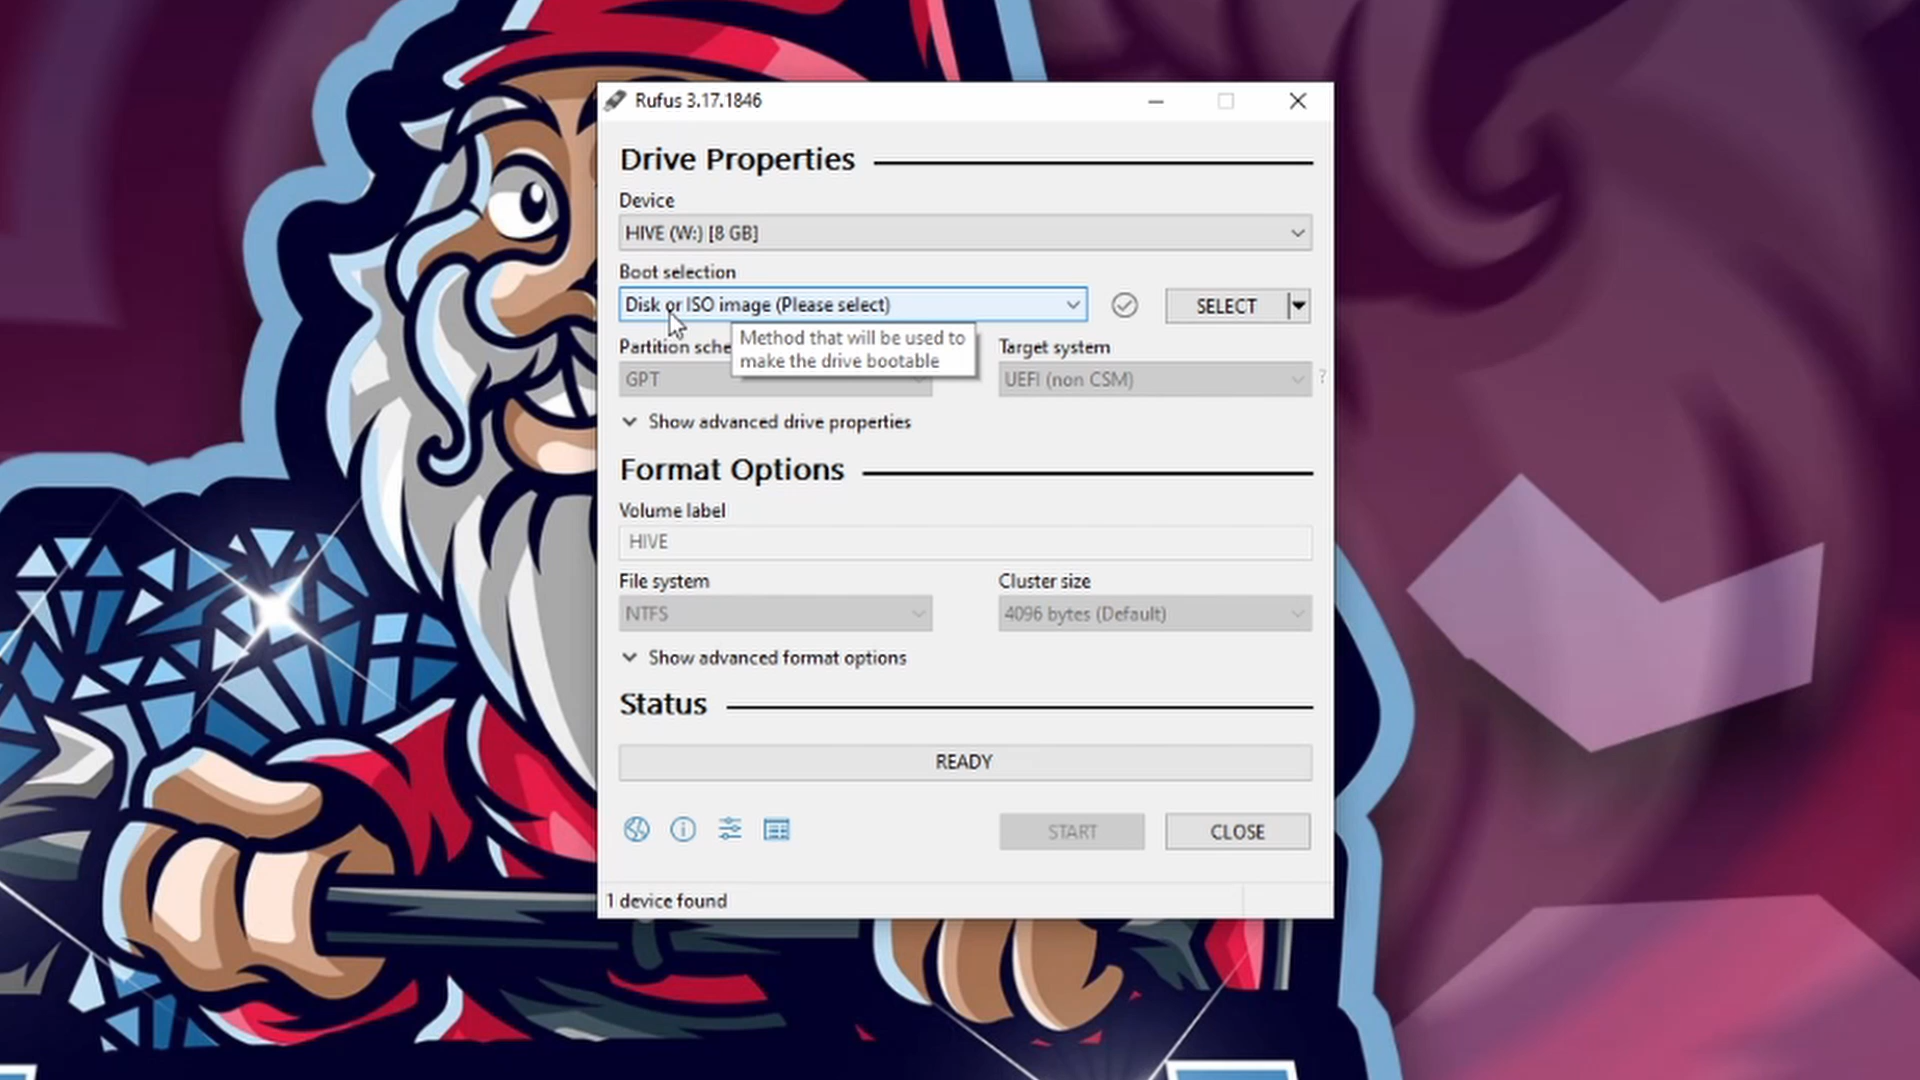 Rufus 3.17.1846
Drive Properties
Device
HIVE (W:) [8 GB]
Boot selection
Disk or ISO image (Please select)
SELECT
Method that will be used to
make the drive bootable
Partition sche
Target system
GPT
UEFI (non CSM)
?
Show advanced drive properties
Format Options
Volume label
HIVE
File system
Cluster size
NTFS
4096 bytes (Default)
Show advanced format options
Status
READY
START
CLOSE
1 device found